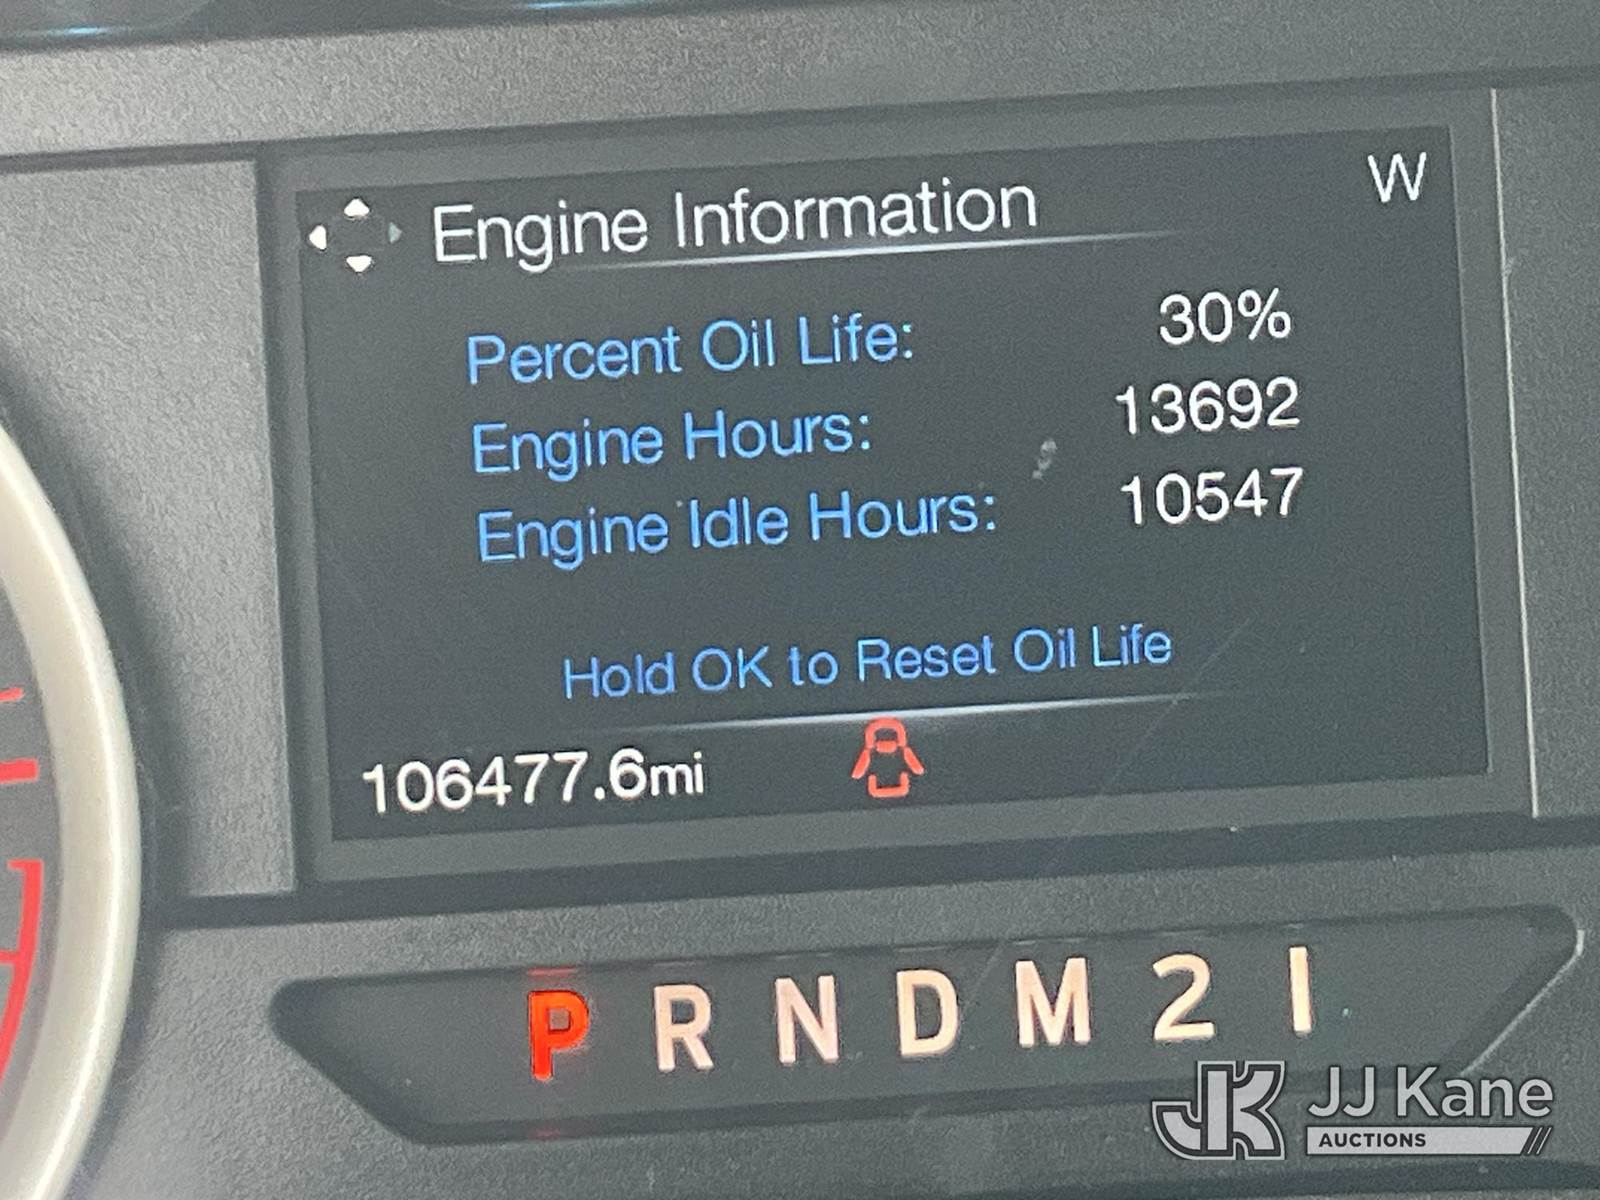 Engine Information W
Percent Oil Life: 30%
Engine Hours: 13692
Engine Idle Hours: 10547
Hold OK to Reset Oil Life
106477.6mi
P R N D M 2 1
JK JJ Kane
AUCTIONS